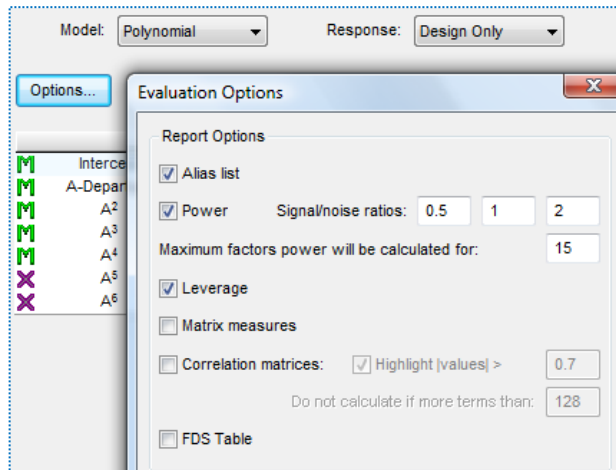 Model: Polynomial Response: Design Only
Options...
Evaluation Options
X
Report Options
Alias list
Power Signal/noise ratios: 0.5 1 2
Maximum factors power will be calculated for: 15
Leverage
Matrix measures
Correlation matrices: Highlight |values| > 0.7
Do not calculate if more terms than: 128
FDS Table
M Interce
M A-Depar
M A²
M A³
M A⁴
X A⁵
X A⁶